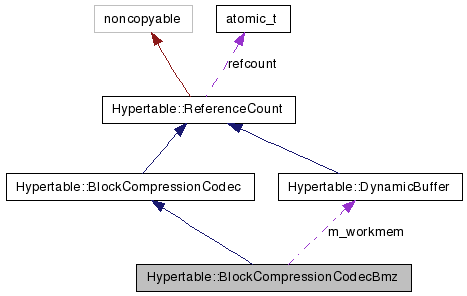 noncopyable
atomic_t
refcount
Hypertable::ReferenceCount
Hypertable::BlockCompressionCodec
Hypertable::DynamicBuffer
m_workmem
Hypertable::BlockCompressionCodecBmz